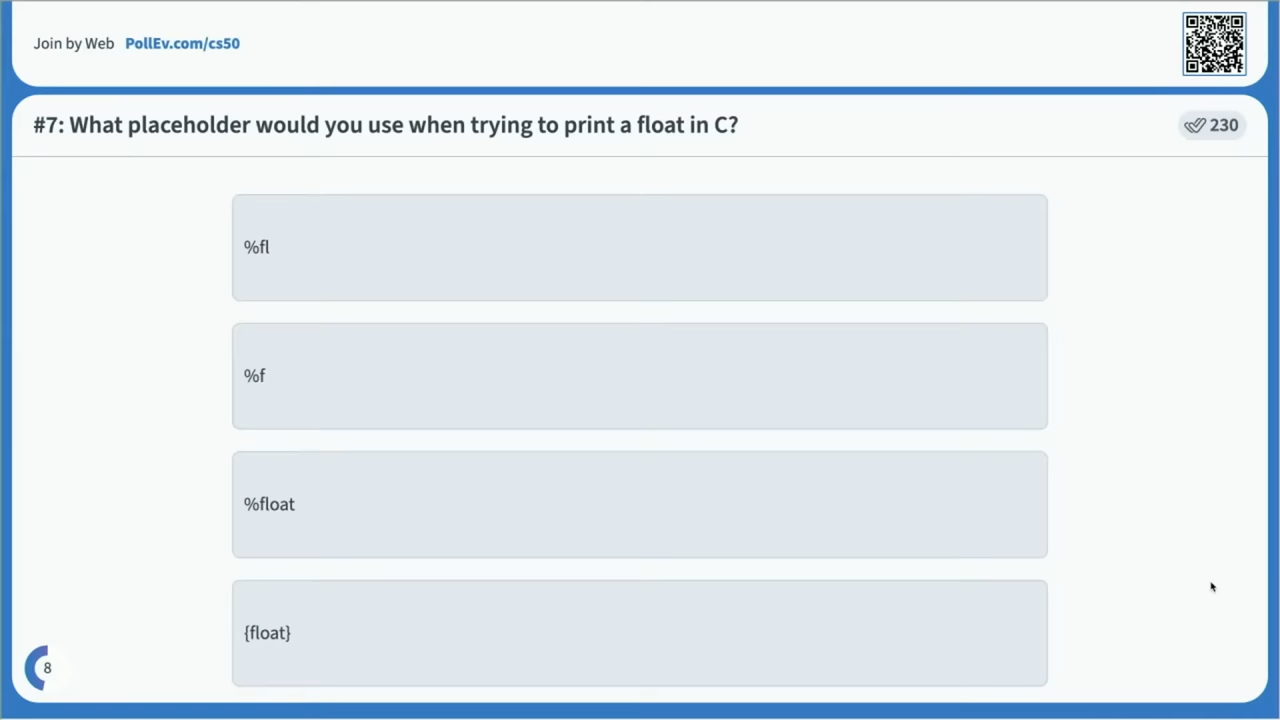 Join by Web PollEv.com/cs50
#7: What placeholder would you use when trying to print a float in C?
230
%fl
%f
%float
{float}
8